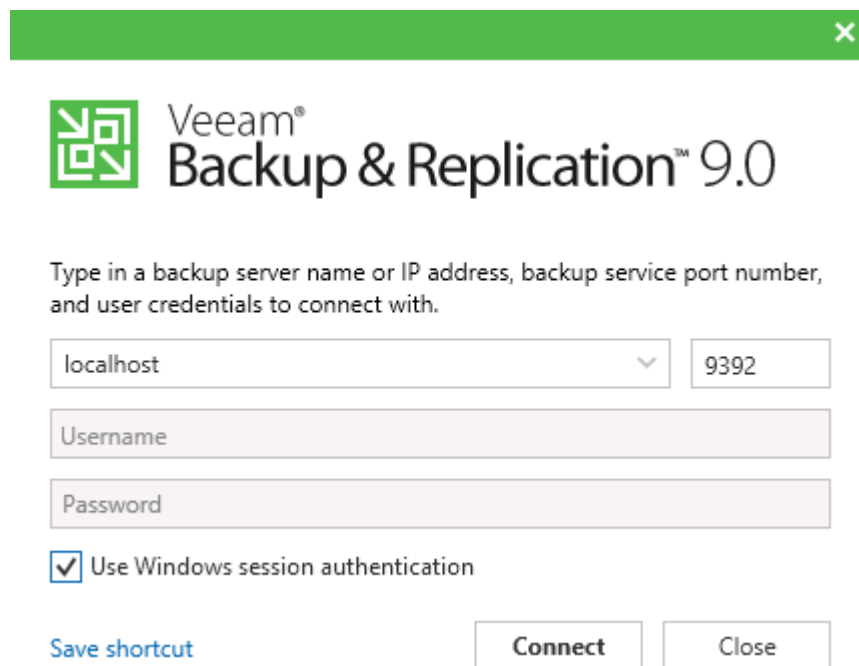 Veeam®
Backup & Replication™ 9.0
Type in a backup server name or IP address, backup service port number,
and user credentials to connect with.
localhost 9392
Username
Password
Use Windows session authentication
Save shortcut Connect Close